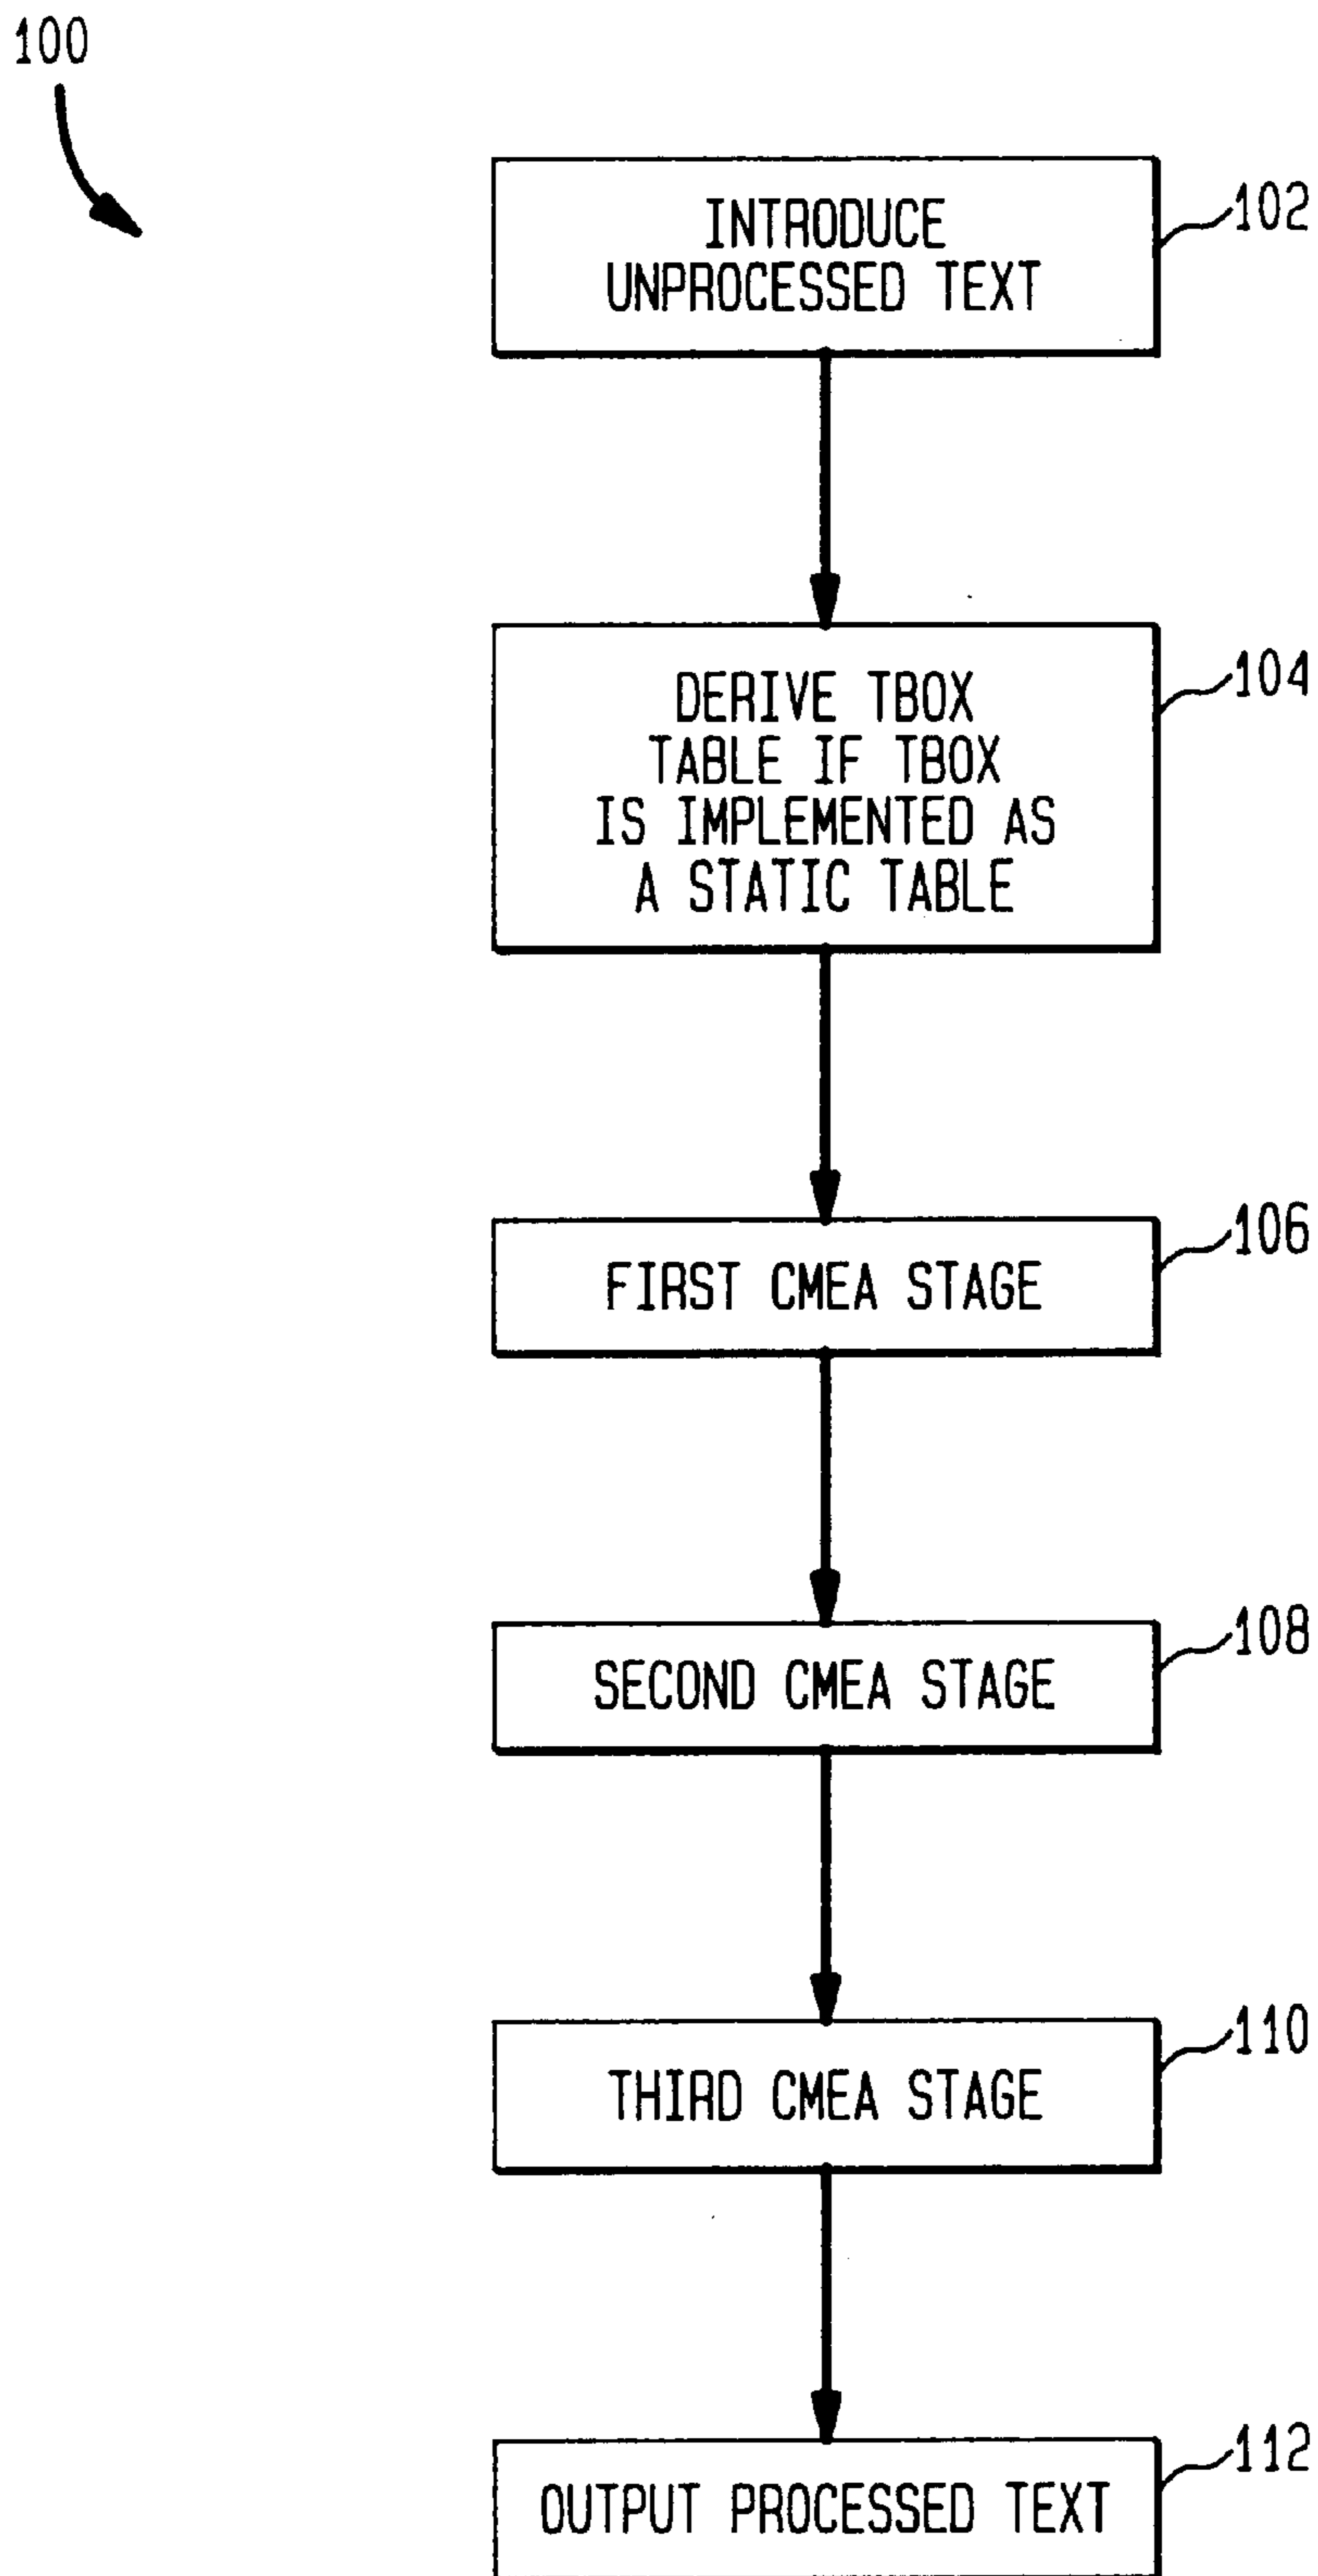 100
INTRODUCE
UNPROCESSED TEXT
102
DERIVE TBOX
TABLE IF TBOX
IS IMPLEMENTED AS
A STATIC TABLE
104
FIRST CMEA STAGE
106
SECOND CMEA STAGE
108
THIRD CMEA STAGE
110
OUTPUT PROCESSED TEXT
112